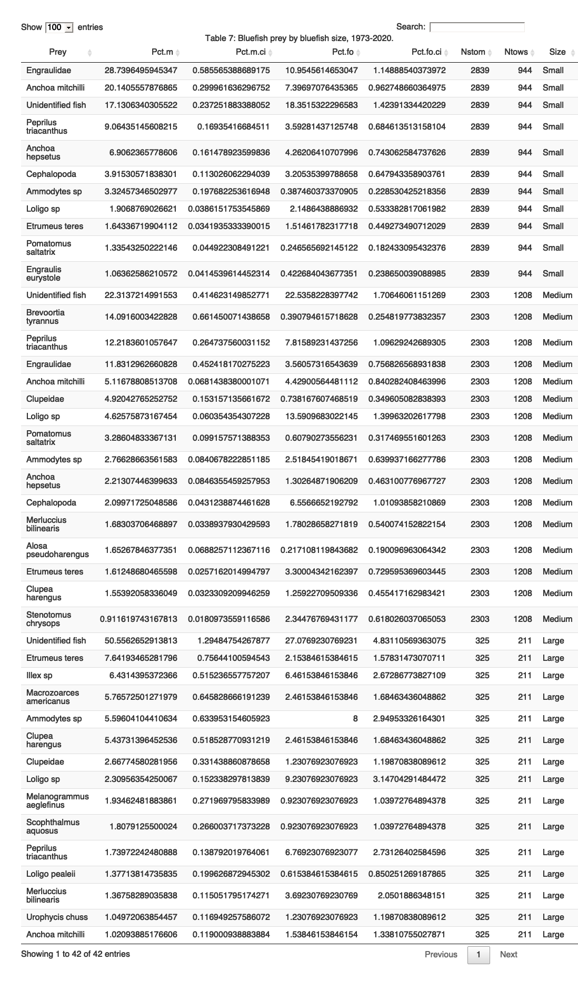 Show 100 entries Search:
Table 7: Bluefish prey by bluefish size, 1973-2020.
Prey Pct.m Pct.m.ci Pct.fo Pct.fo.ci Nstom Ntows Size
Engraulidae 28.7396495945347 0.585565388689175 10.9545614653047 1.14888540373972 2839 944 Small
Anchoa mitchilli 20.1405557876865 0.299961636296752 7.39697076435365 0.962748660364975 2839 944 Small
Unidentified fish 17.1306340305522 0.237251883388052 18.3515322296583 1.42391334420229 2839 944 Small
Peprilus
triacanthus 9.06435145608215 0.16935416684511 3.59281437125748 0.684613513158104 2839 944 Small
Anchoa
hepsetus 6.9062365778606 0.161478923599836 4.26206410707996 0.743062584737626 2839 944 Small
Cephalopoda 3.91530571838301 0.113026062294039 3.20535399788658 0.647943358903761 2839 944 Small
Ammodytes sp 3.32457346502977 0.197682253616948 0.387460373370905 0.228530425218356 2839 944 Small
Loligo sp 1.9068769026621 0.0386151753545869 2.1486438886932 0.533382817061982 2839 944 Small
Etrumeus teres 1.64336719904112 0.0341935333390015 1.51461782317718 0.449273490712029 2839 944 Small
Pomatomus
saltatrix 1.33543250222146 0.044922308491221 0.246565692145122 0.182433095432376 2839 944 Small
Engraulis
eurystole 1.06362586210572 0.0414539614452314 0.422684043677351 0.238650039088985 2839 944 Small
Unidentified fish 22.3137214991553 0.414623149852771 22.5358228397742 1.70646061151269 2303 1208 Medium
Brevoortia
tyrannus 14.0916003422828 0.661450071438658 0.390794615718628 0.254819773832357 2303 1208 Medium
Peprilus
triacanthus 12.2183601057647 0.264737560031152 7.81589231437256 1.09629242689305 2303 1208 Medium
Engraulidae 11.8312962660828 0.452418170275223 3.56057316543639 0.756826568931838 2303 1208 Medium
Anchoa mitchilli 5.11678808513708 0.0681438380001071 4.42900564481112 0.840282408463996 2303 1208 Medium
Clupeidae 4.92042765252752 0.153157135661672 0.738167607468519 0.349605082838393 2303 1208 Medium
Loligo sp 4.62575873167454 0.060354354307228 13.5909683022145 1.39963202617798 2303 1208 Medium
Pomatomus
saltatrix 3.28604833367131 0.099157571388353 0.60790273556231 0.317469551601263 2303 1208 Medium
Ammodytes sp 2.76628663561583 0.0840678222851185 2.51845419018671 0.639937166277786 2303 1208 Medium
Anchoa
hepsetus 2.21307446399633 0.0846355459257953 1.30264871906209 0.463100776967727 2303 1208 Medium
Cephalopoda 2.09971725048586 0.0431238874461628 6.5566652192792 1.01093858210869 2303 1208 Medium
Merluccius
bilinearis 1.68303706468897 0.0338937930429593 1.78028658271819 0.540074152822154 2303 1208 Medium
Alosa
pseudoharengus 1.65267846377351 0.0688257112367116 0.217108119843682 0.190096963064342 2303 1208 Medium
Etrumeus teres 1.61248680465598 0.0257162014994797 3.30004342162397 0.729595369603445 2303 1208 Medium
Clupea
harengus 1.55392058336049 0.0323309209946259 1.25922709509336 0.455417162983421 2303 1208 Medium
Stenotomus
chrysops 0.911619743167813 0.0180973559116586 2.34476769431177 0.618026037065053 2303 1208 Medium
Unidentified fish 50.5562652913813 1.29484754267877 27.0769230769231 4.83110569363075 325 211 Large
Etrumeus teres 7.64193465281796 0.75644100594543 2.15384615384615 1.57831473070711 325 211 Large
Illex sp 6.4314395372366 0.515236557757207 6.46153846153846 2.67286773827109 325 211 Large
Macrozoarces
americanus 5.76572501271979 0.645828666191239 2.46153846153846 1.68463436048862 325 211 Large
Ammodytes sp 5.59604104410634 0.633953154605923 8 2.94953326164301 325 211 Large
Clupea
harengus 5.43731396452536 0.518528770931219 2.46153846153846 1.68463436048862 325 211 Large
Clupeidae 2.66774580281956 0.331438860878658 1.23076923076923 1.19870838089612 325 211 Large
Loligo sp 2.30956354250067 0.152338297813839 9.23076923076923 3.14704291484472 325 211 Large
Melanogrammus
aeglefinus 1.93462481883861 0.271969795833989 0.923076923076923 1.03972764894378 325 211 Large
Scophthalmus
aquosus 1.8079125500024 0.266003717373228 0.923076923076923 1.03972764894378 325 211 Large
Peprilus
triacanthus 1.73972242480888 0.138792019764061 6.76923076923077 2.73126402584596 325 211 Large
Loligo pealeii 1.37713814735835 0.199626872945302 0.615384615384615 0.850251269187865 325 211 Large
Merluccius
bilinearis 1.36758289035838 0.115051795174271 3.69230769230769 2.0501886348151 325 211 Large
Urophycis chuss 1.04972063854457 0.116949257586072 1.23076923076923 1.19870838089612 325 211 Large
Anchoa mitchilli 1.02093885176606 0.119000938883884 1.53846153846154 1.33810755027871 325 211 Large
Showing 1 to 42 of 42 entries Previous 1 Next